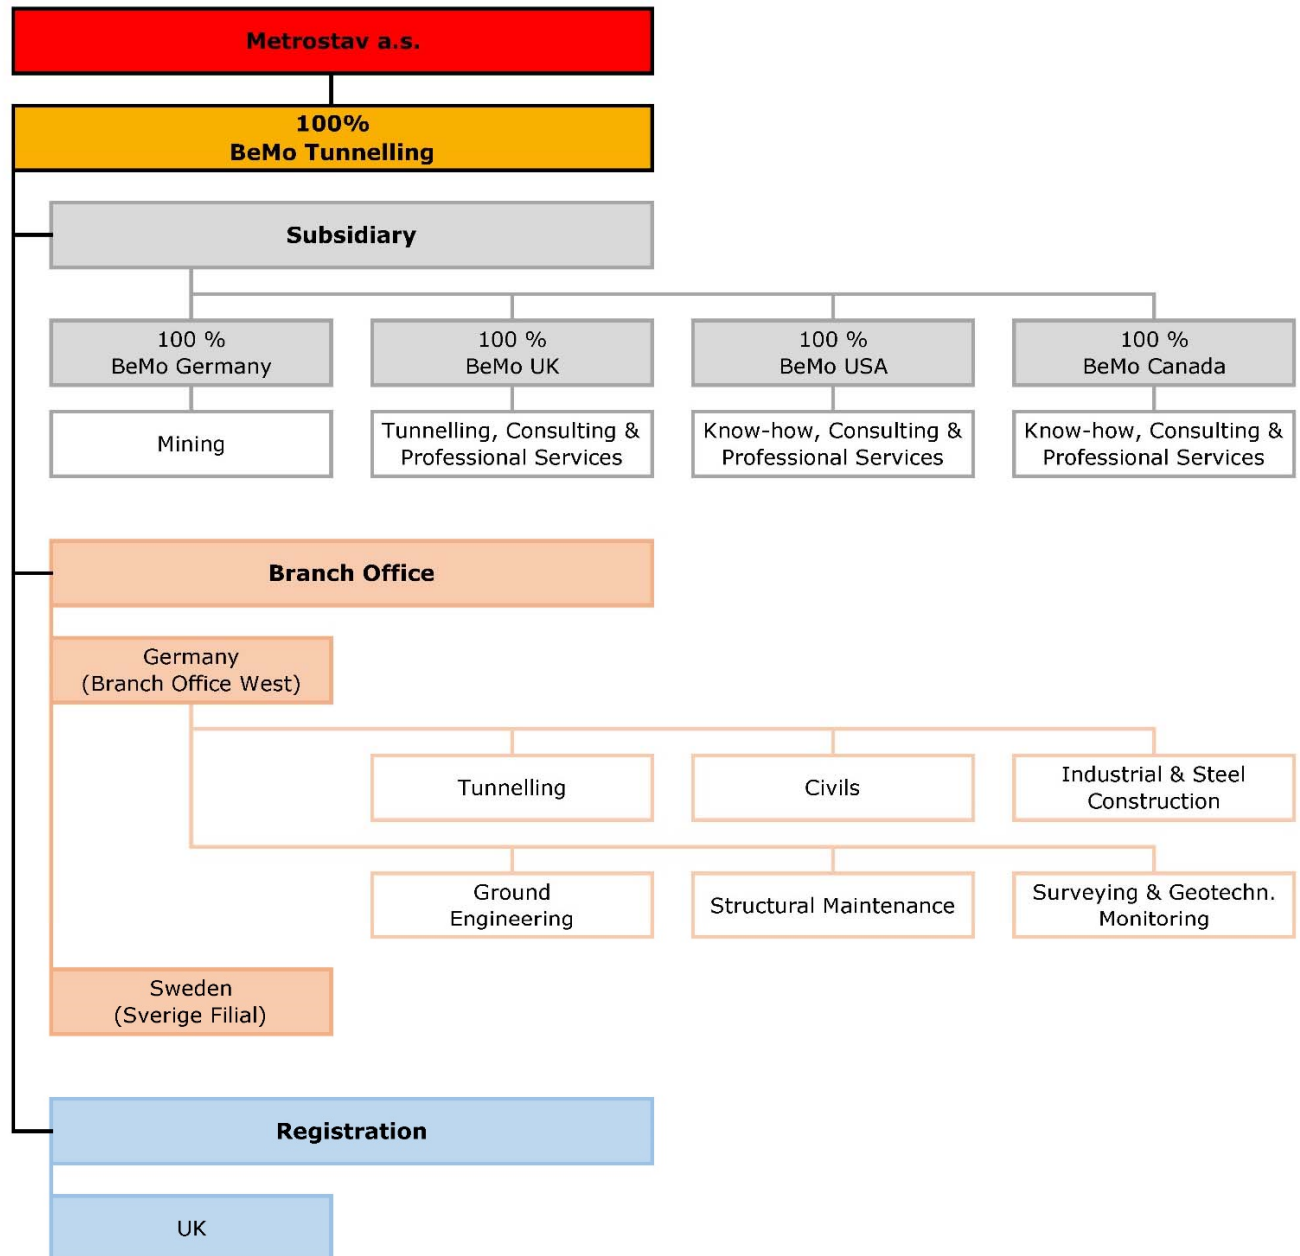 Metrostav a.s.
100%
BeMo Tunnelling
Subsidiary
100 %
BeMo Germany
100 %
BeMo UK
100 %
BeMo USA
100 %
BeMo Canada
Mining
Tunnelling, Consulting &
Professional Services
Know-how, Consulting &
Professional Services
Know-how, Consulting &
Professional Services
Branch Office
Germany
(Branch Office West)
Tunnelling
Civils
Industrial & Steel
Construction
Ground
Engineering
Structural Maintenance
Surveying & Geotechn.
Monitoring
Sweden
(Sverige Filial)
Registration
UK